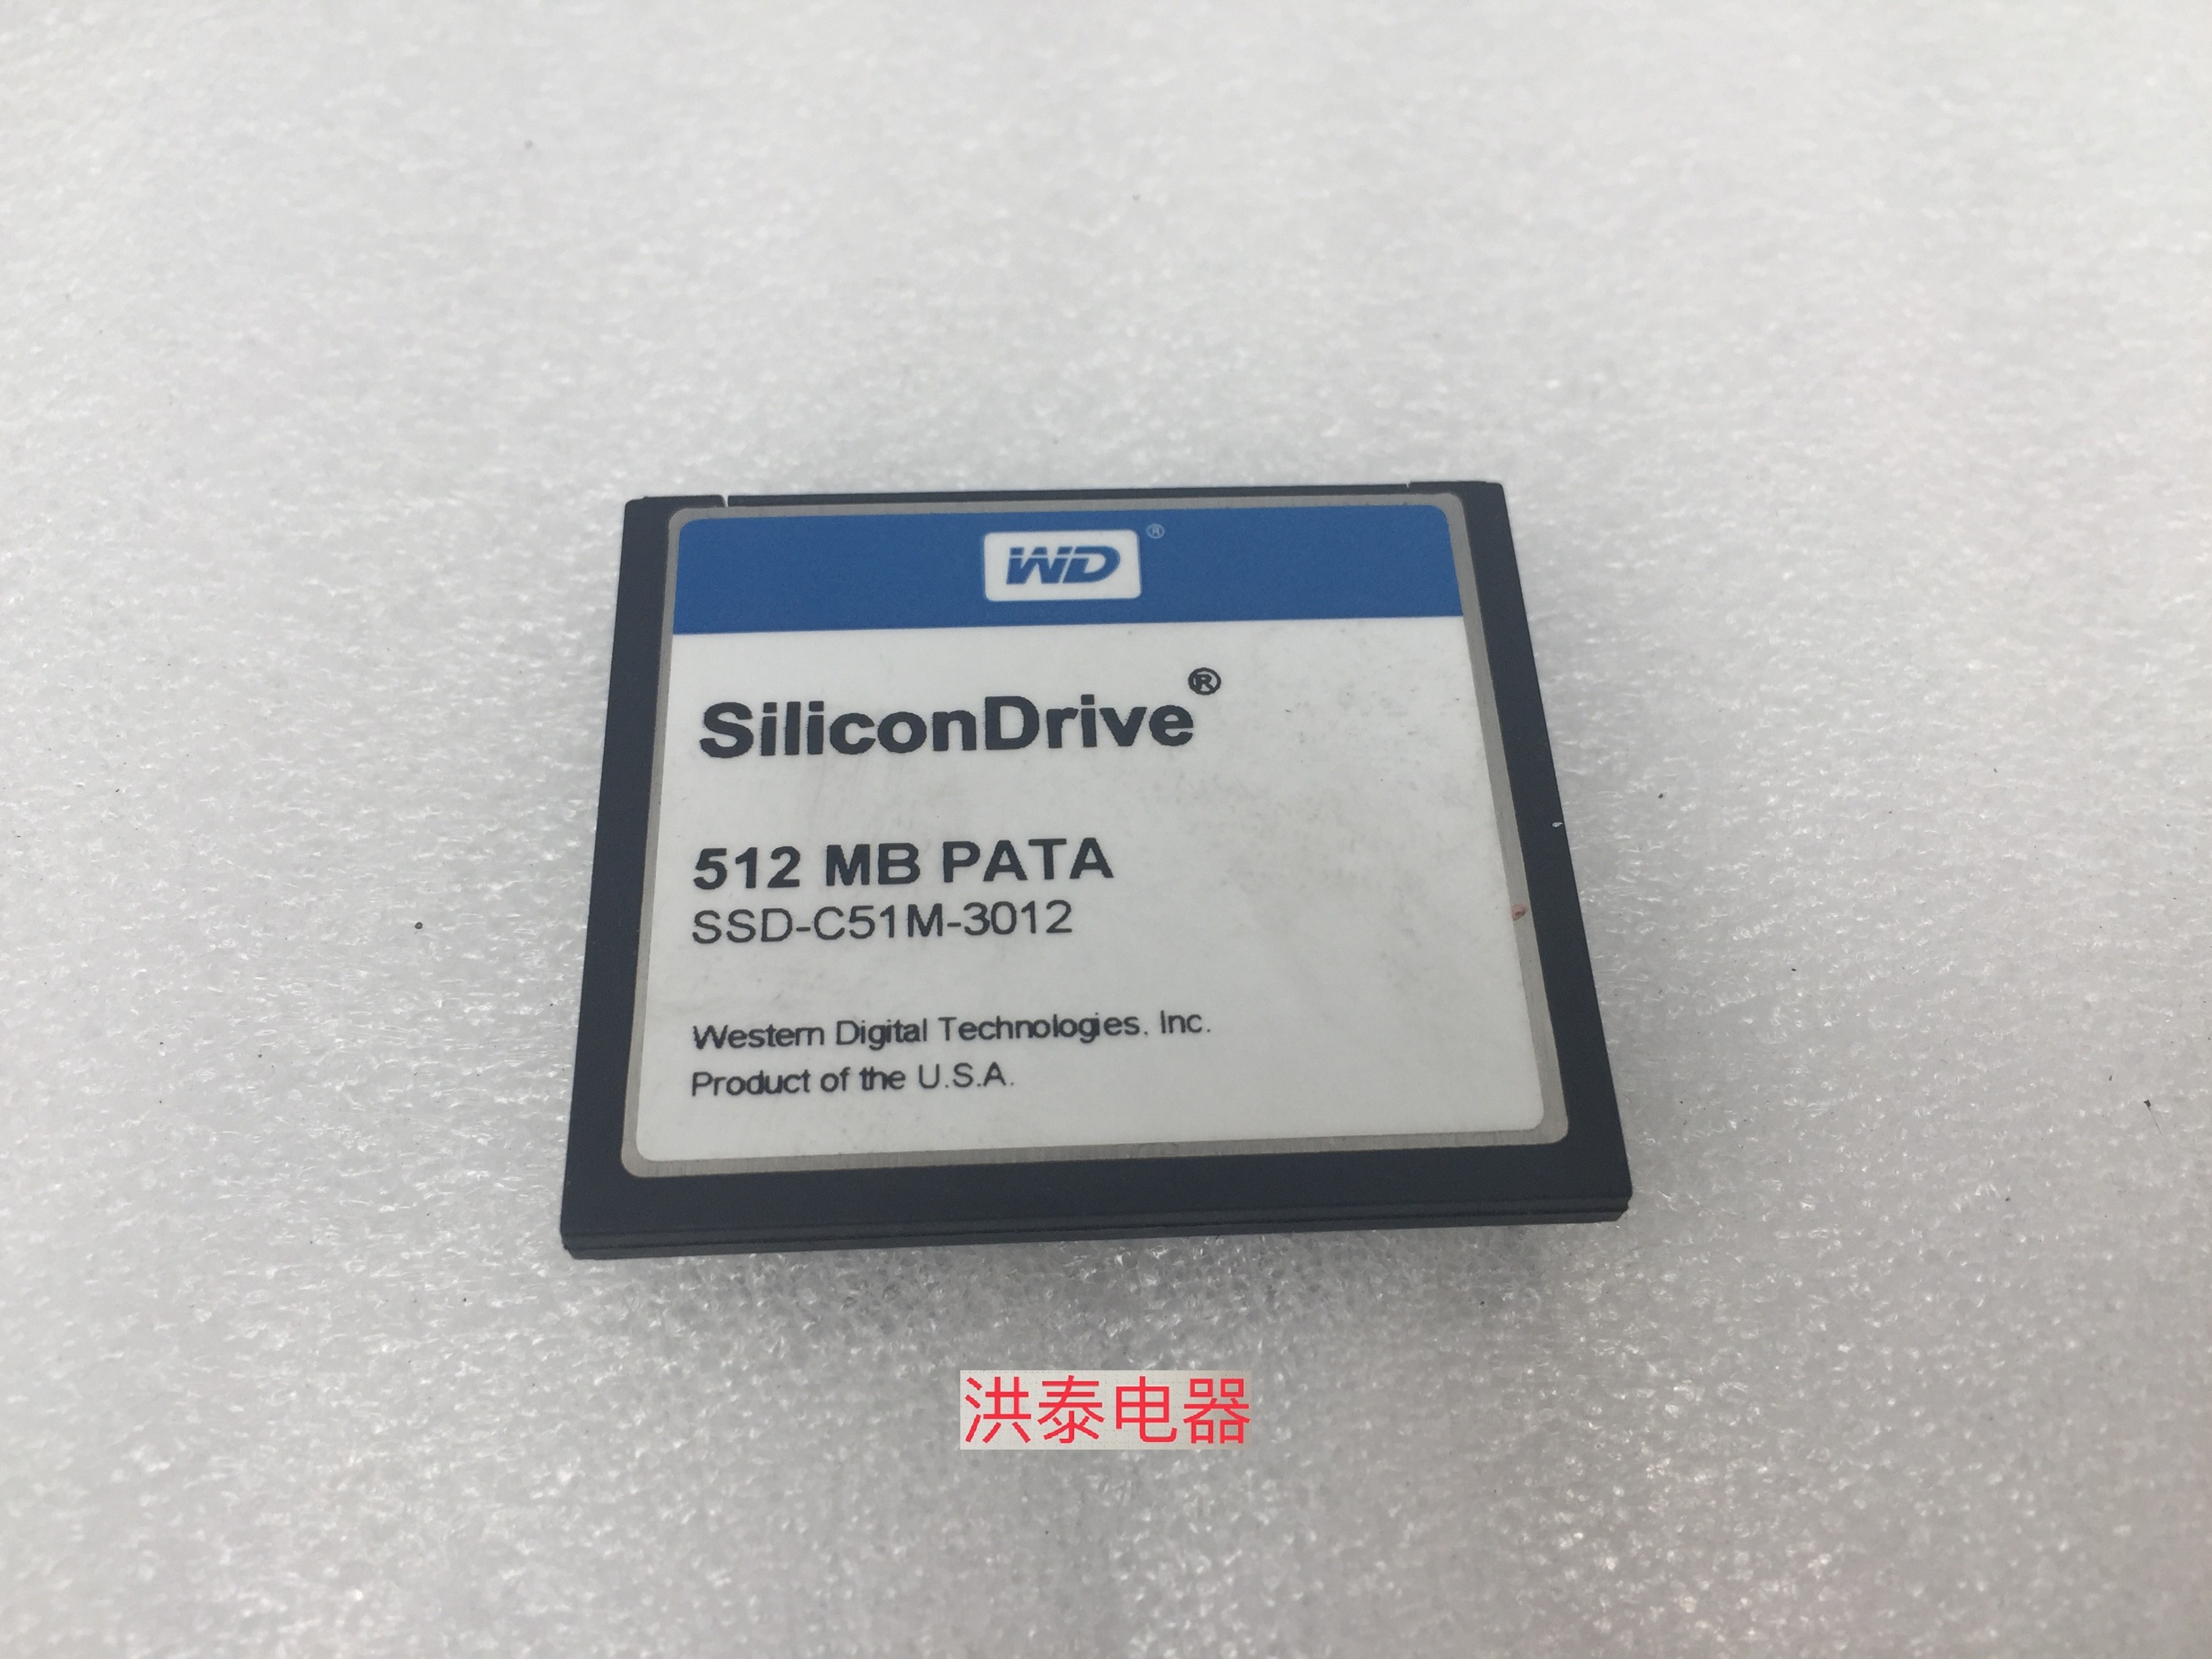 WD®
SiliconDrive®
512 MB PATA
SSD-C51M-3012
Western Digital Technologies, Inc.
Product of the U.S.A.
洪泰电器